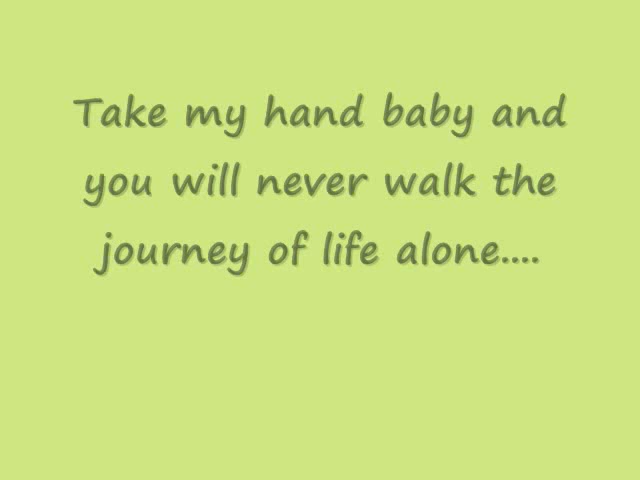 Take my hand baby and
you will never walk the
journey of life alone....